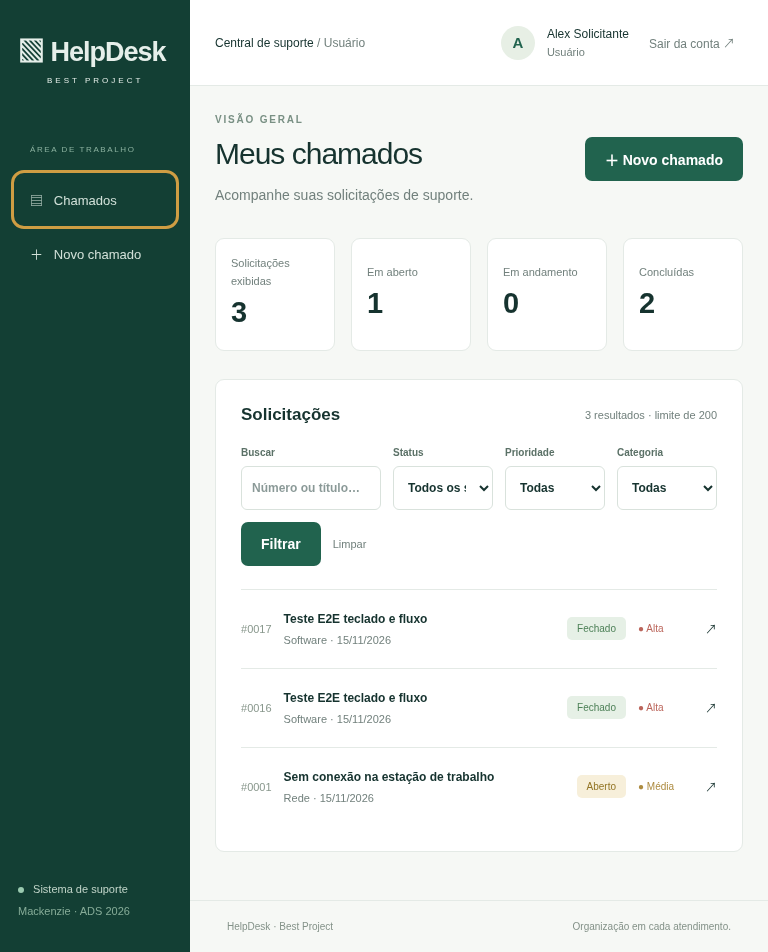 HelpDesk
BEST PROJECT
ÁREA DE TRABALHO
Chamados
Novo chamado
Sistema de suporte
Mackenzie · ADS 2026
Central de suporte / Usuário
A
Alex Solicitante
Usuário
Sair da conta ↗
VISÃO GERAL
Meus chamados
Acompanhe suas solicitações de suporte.
+ Novo chamado
Solicitações
exibidas
3
Em aberto
1
Em andamento
0
Concluídas
2
Solicitações
3 resultados · limite de 200
Buscar
Número ou título…
Status
Todos os s
Prioridade
Todas
Categoria
Todas
Filtrar
Limpar
#0017
Teste E2E teclado e fluxo
Software · 15/11/2026
Fechado
● Alta
↗
#0016
Teste E2E teclado e fluxo
Software · 15/11/2026
Fechado
● Alta
↗
#0001
Sem conexão na estação de trabalho
Rede · 15/11/2026
Aberto
● Média
↗
HelpDesk · Best Project
Organização em cada atendimento.